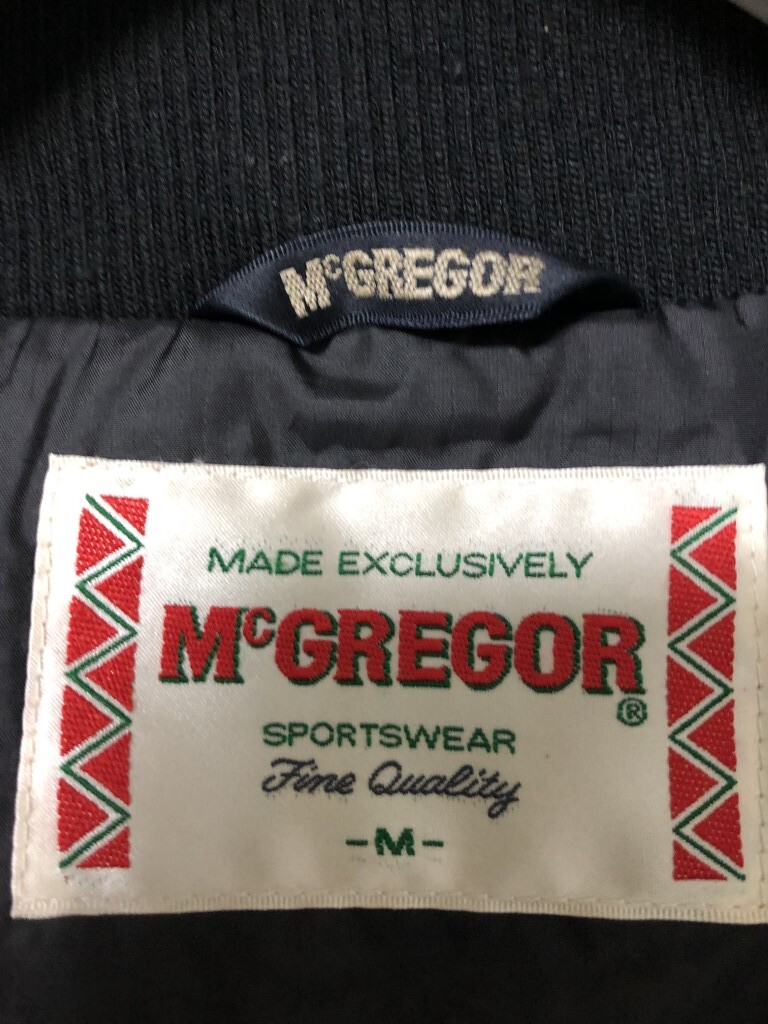 McGREGOR
MADE EXCLUSIVELY
McGREGOR®
SPORTSWEAR
Fine Quality
-M-